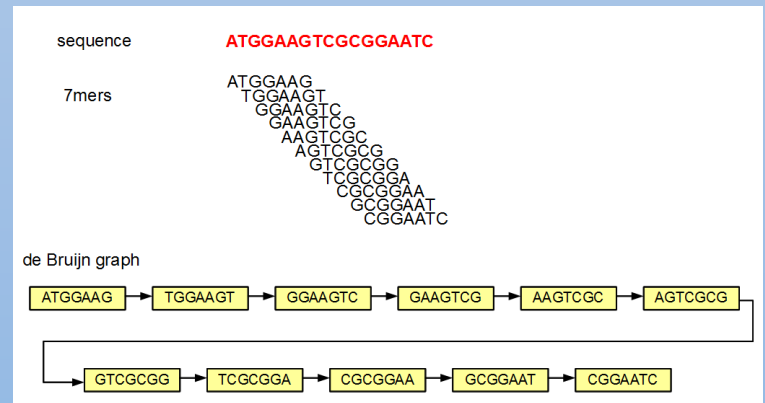 sequence ATGGAAGTCGCGGAATC
7mers ATGGAAG
TGGAAGT
GGAAGTC
GAAGTCG
AAGTCGC
AGTCGCG
GTCGCGG
TCGCGGA
CGCGGAA
GCGGAAT
CGGAATC
de Bruijn graph
ATGGAAG TGGAAGT GGAAGTC GAAGTCG AAGTCGC AGTCGCG
GTCGCGG TCGCGGA CGCGGAA GCGGAAT CGGAATC